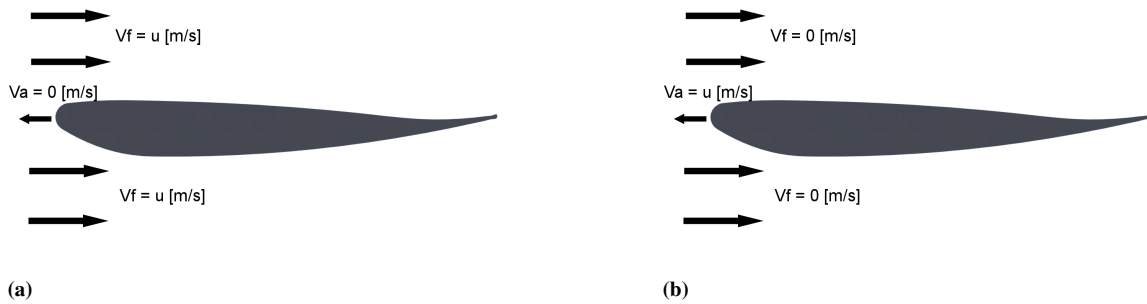 Vf = u [m/s]
Va = 0 [m/s]
Vf = u [m/s]
(a)
Vf = 0 [m/s]
Va = u [m/s]
Vf = 0 [m/s]
(b)